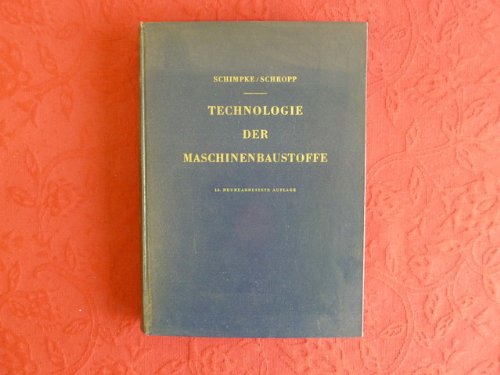 SCHIMPKE / SCHROPP
TECHNOLOGIE
DER
MASCHINENBAUSTOFFE
NEUBEARBEITETE AUFLAGE